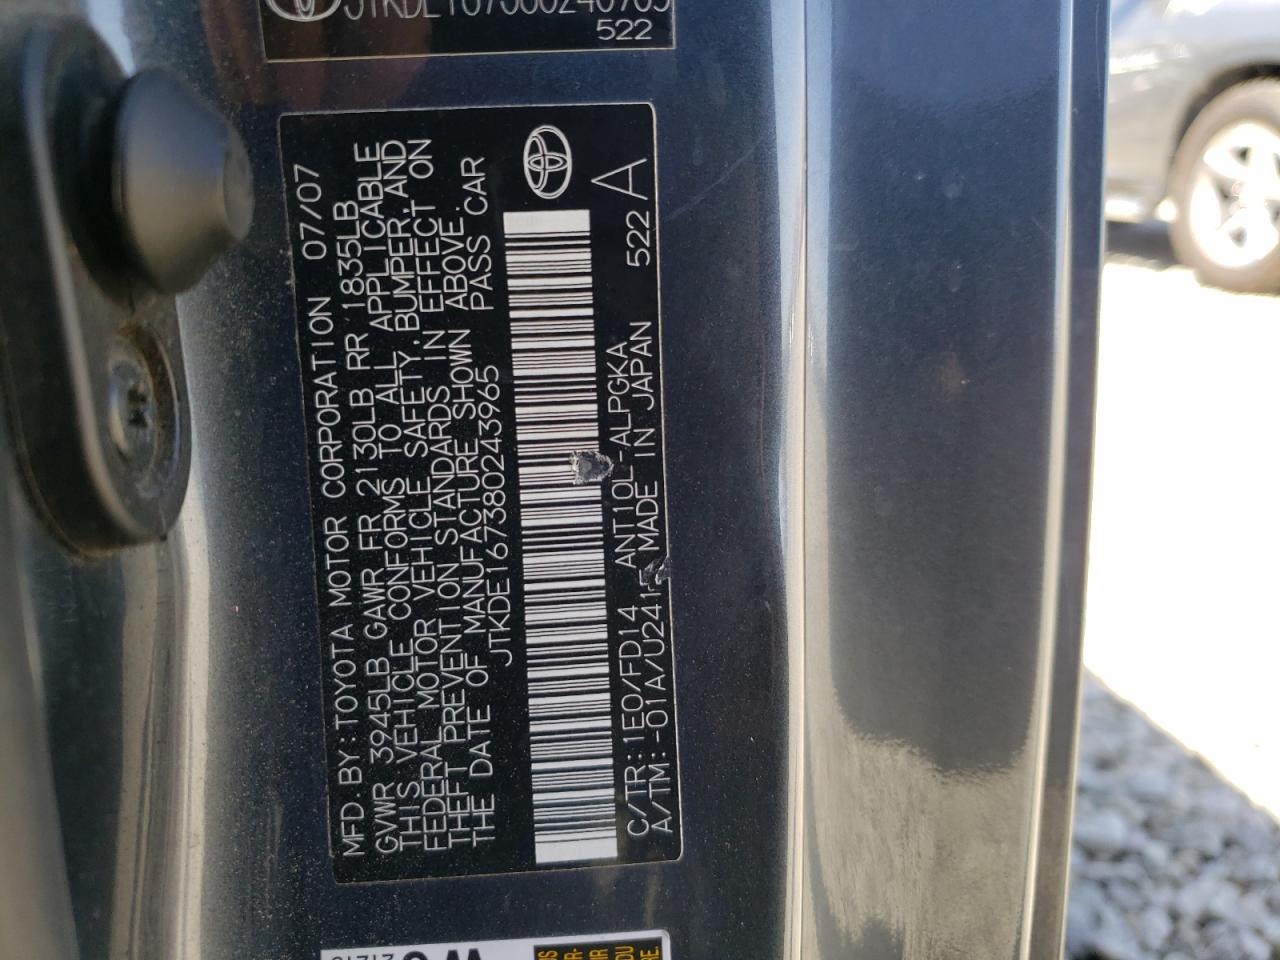 522
MFD.BY:TOYOTA MOTOR CORPORATION 07/07
GVWR 3945LB GAWR FR 2130LB RR 1835LB
THIS VEHICLE CONFORMS TO ALL APPLICABLE
FEDERAL MOTOR VEHICLE SAFETY, BUMPER, AND
THEFT PREVENTION STANDARDS IN EFFECT ON
THE DATE OF MANUFACTURE SHOWN ABOVE.
JTKDE167380243965 PASS CAR
C/TR:1E0/FD14 ANT10L-ALPGKA 522 A
A/TM:-01A/U241 MADE IN JAPAN